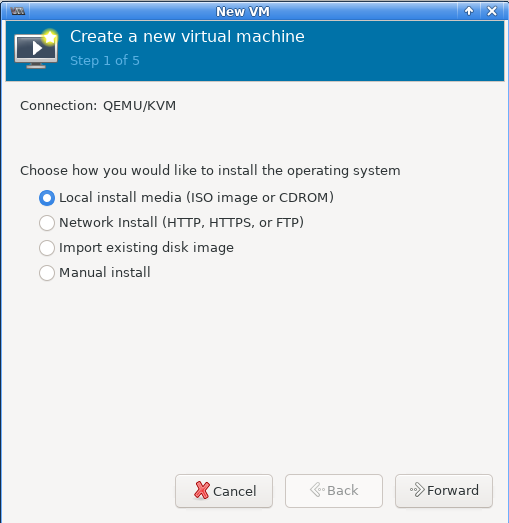 New VM
Create a new virtual machine
Step 1 of 5
Connection: QEMU/KVM
Choose how you would like to install the operating system
Local install media (ISO image or CDROM)
Network Install (HTTP, HTTPS, or FTP)
Import existing disk image
Manual install
Cancel Back Forward